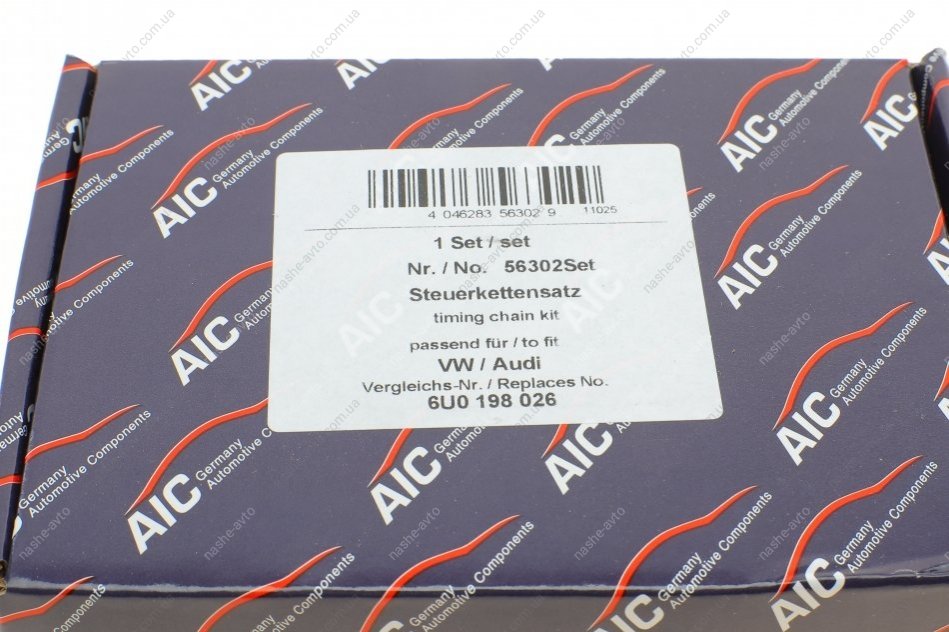 4 046283 56302 9 11025
1 Set / set
Nr. / No. 56302Set
Steuerkettensatz
timing chain kit
passend für / to fit
VW / Audi
Vergleichs-Nr. / Replaces No.
6U0 198 026
AIC Germany
Automotive Components
nashe-avto.com.ua